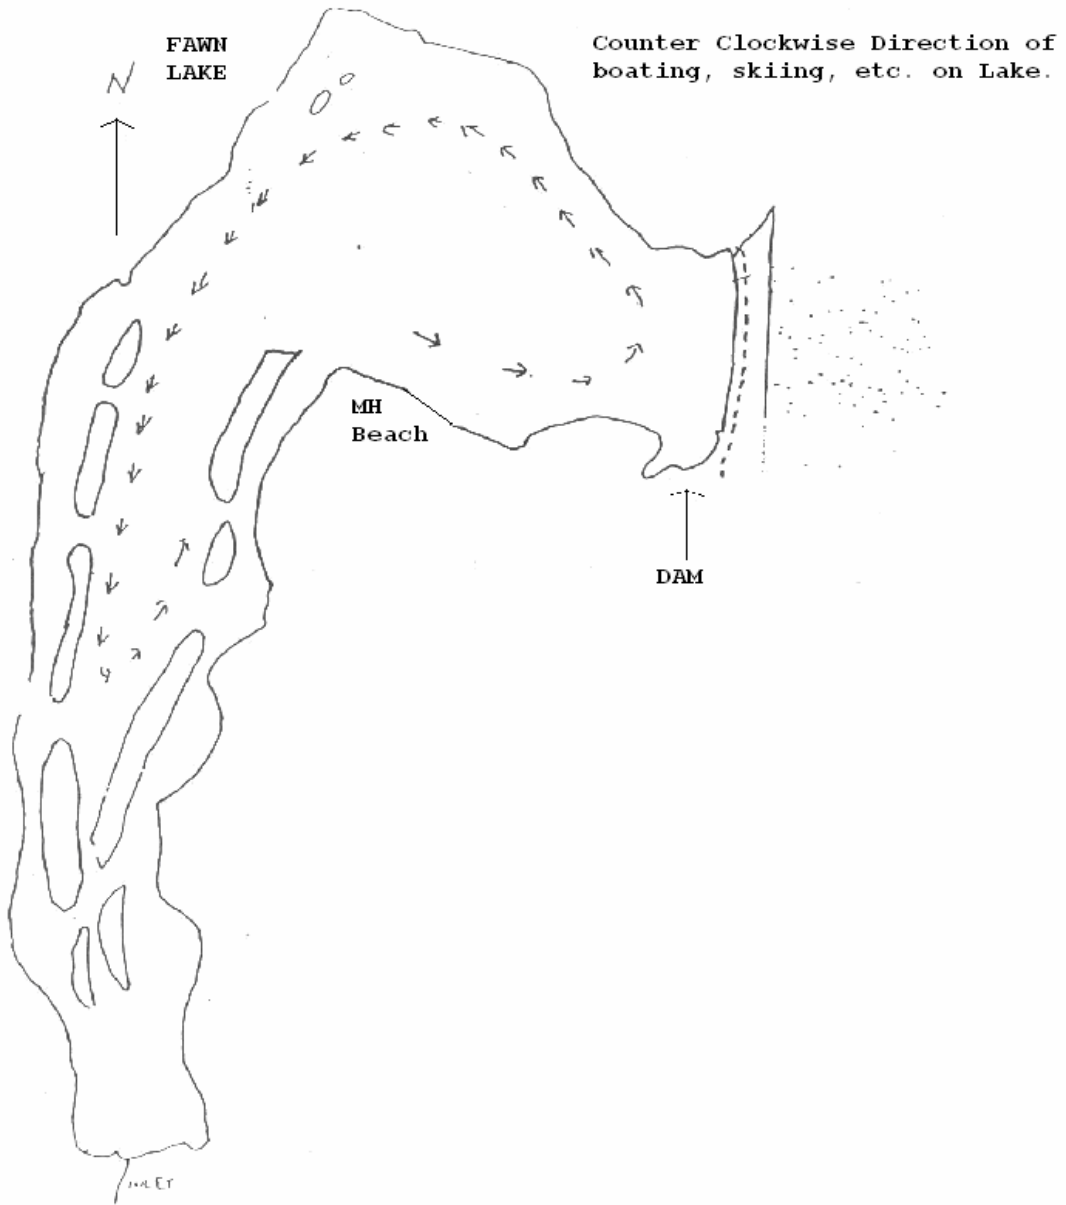 FAWN
LAKE
Counter Clockwise Direction of
boating, skiing, etc. on Lake.
N
MH
Beach
DAM
INLET